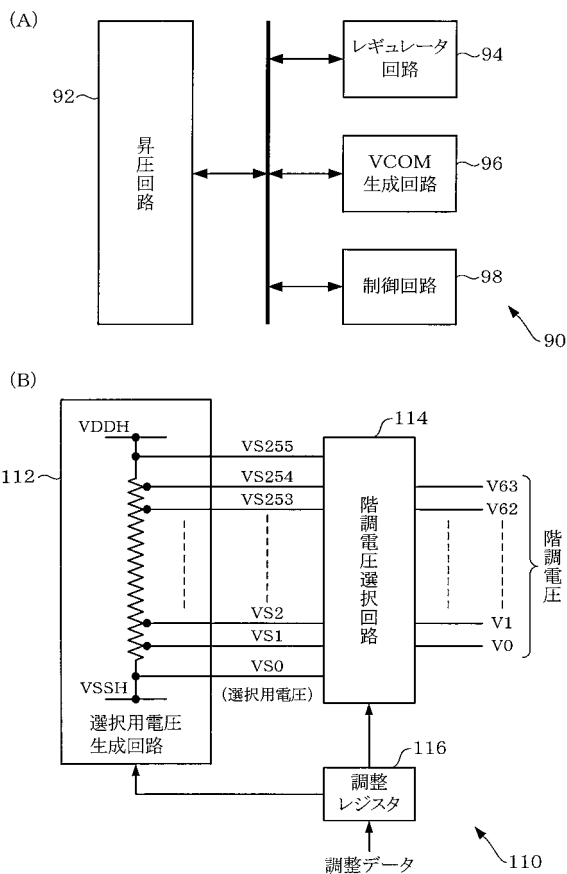 (A)
92
昇圧回路
レギュレータ
回路
94
VCOM
生成回路
96
制御回路
98
90
(B)
112
VDDH
VS255
VS254
VS253
VS2
VS1
VS0
(選択用電圧)
VSSH
選択用電圧
生成回路
114
階調電圧選択回路
V63
V62
V1
V0
階調電圧
116
調整
レジスタ
調整データ
110